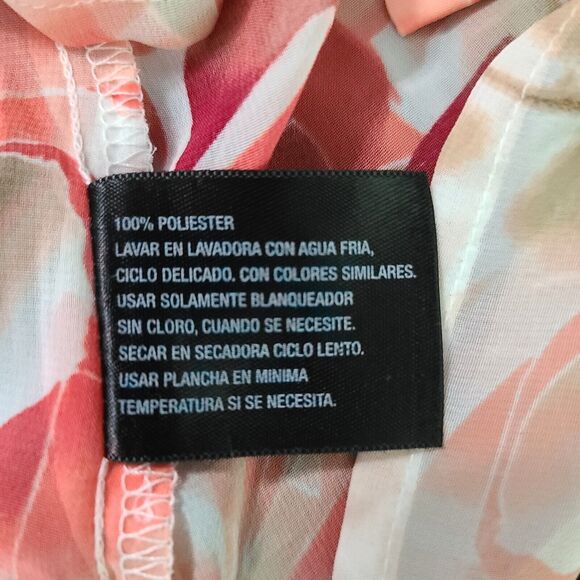 100% POLIESTER
LAVAR EN LAVADORA CON AGUA FRIA,
CICLO DELICADO. CON COLORES SIMILARES.
USAR SOLAMENTE BLANQUEADOR
SIN CLORO, CUANDO SE NECESITE.
SECAR EN SECADORA CICLO LENTO.
USAR PLANCHA EN MINIMA
TEMPERATURA SI SE NECESITA.